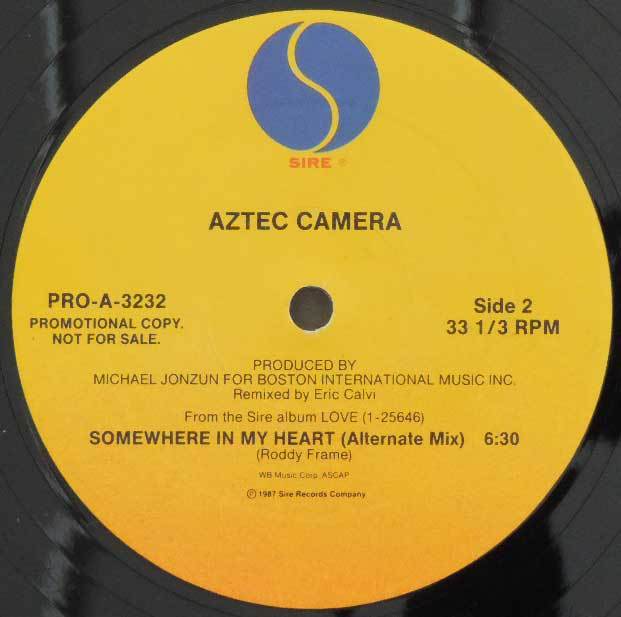 SIRE ®
AZTEC CAMERA
PRO-A-3232
PROMOTIONAL COPY.
NOT FOR SALE.
Side 2
33 1/3 RPM
PRODUCED BY
MICHAEL JONZUN FOR BOSTON INTERNATIONAL MUSIC INC.
Remixed by Eric Calvi
From the Sire album LOVE (1-25646)
SOMEWHERE IN MY HEART (Alternate Mix) 6:30
(Roddy Frame)
WB Music Corp. ASCAP
℗ 1987 Sire Records Company